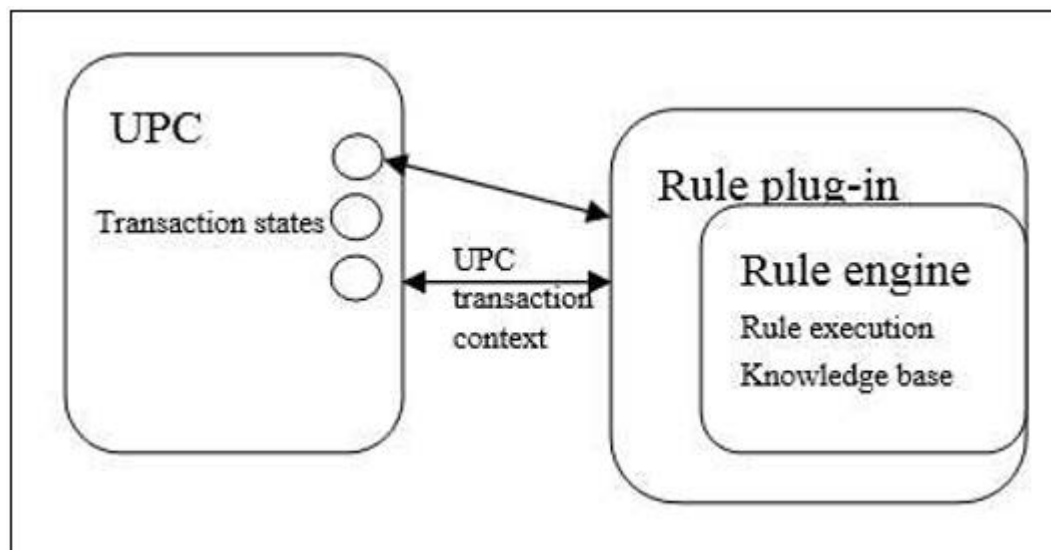 UPC
Transaction states
UPC
transaction
context
Rule plug-in
Rule engine
Rule execution
Knowledge base